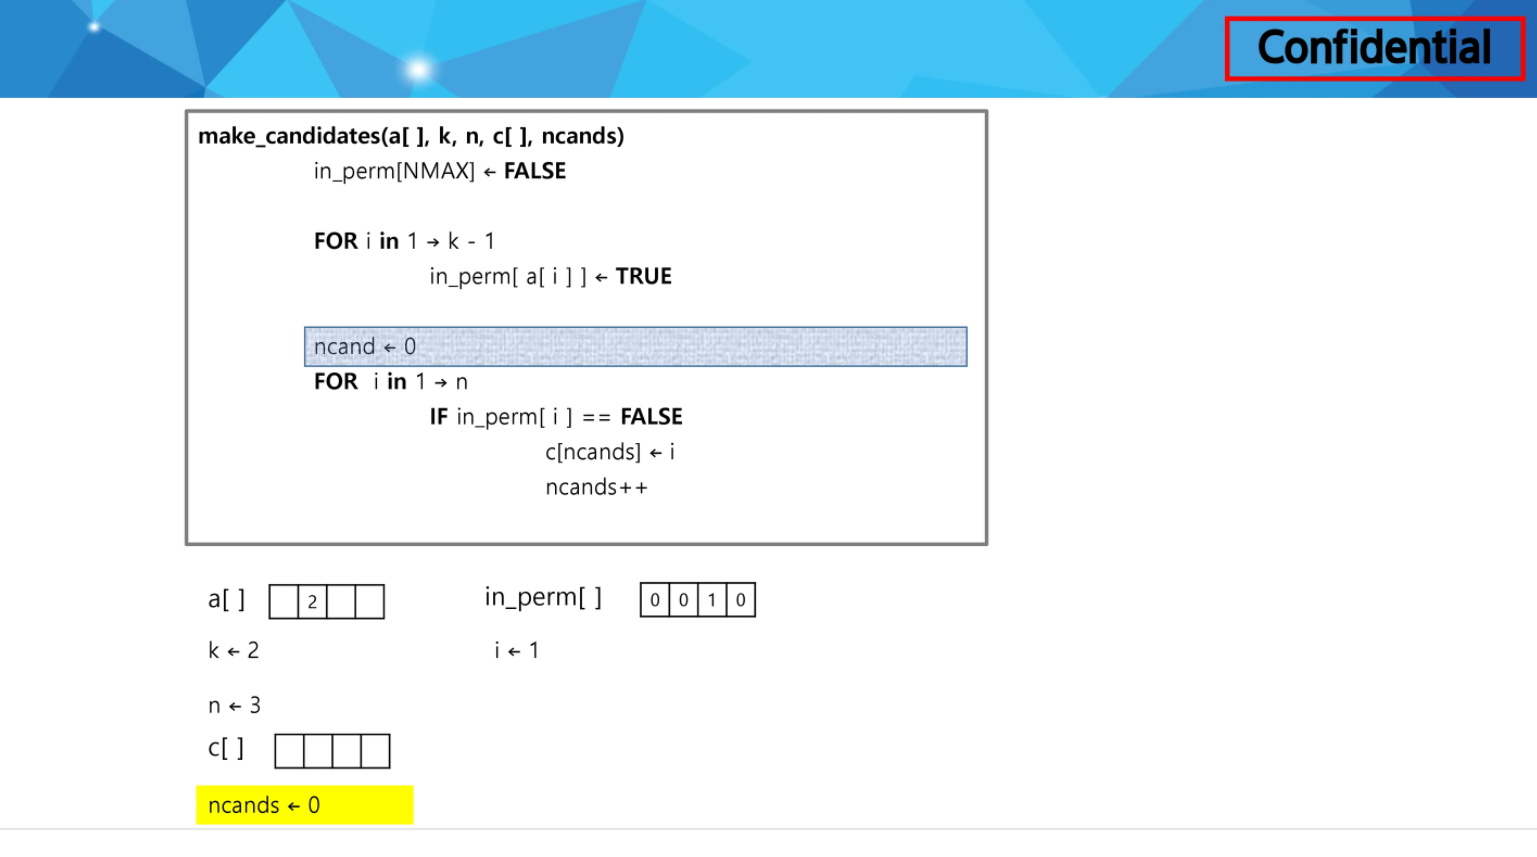 Confidential
make_candidates(a[ ], k, n, c[ ], ncands)
in_perm[NMAX] ← FALSE
FOR i in 1 → k - 1
in_perm[ a[ i ] ] ← TRUE
ncand ← 0
FOR i in 1 → n
IF in_perm[ i ] == FALSE
c[ncands] ← i
ncands++
a[ ] 2 in_perm[ ] 0 0 1 0
k ← 2 i ← 1
n ← 3
c[ ]
ncands ← 0